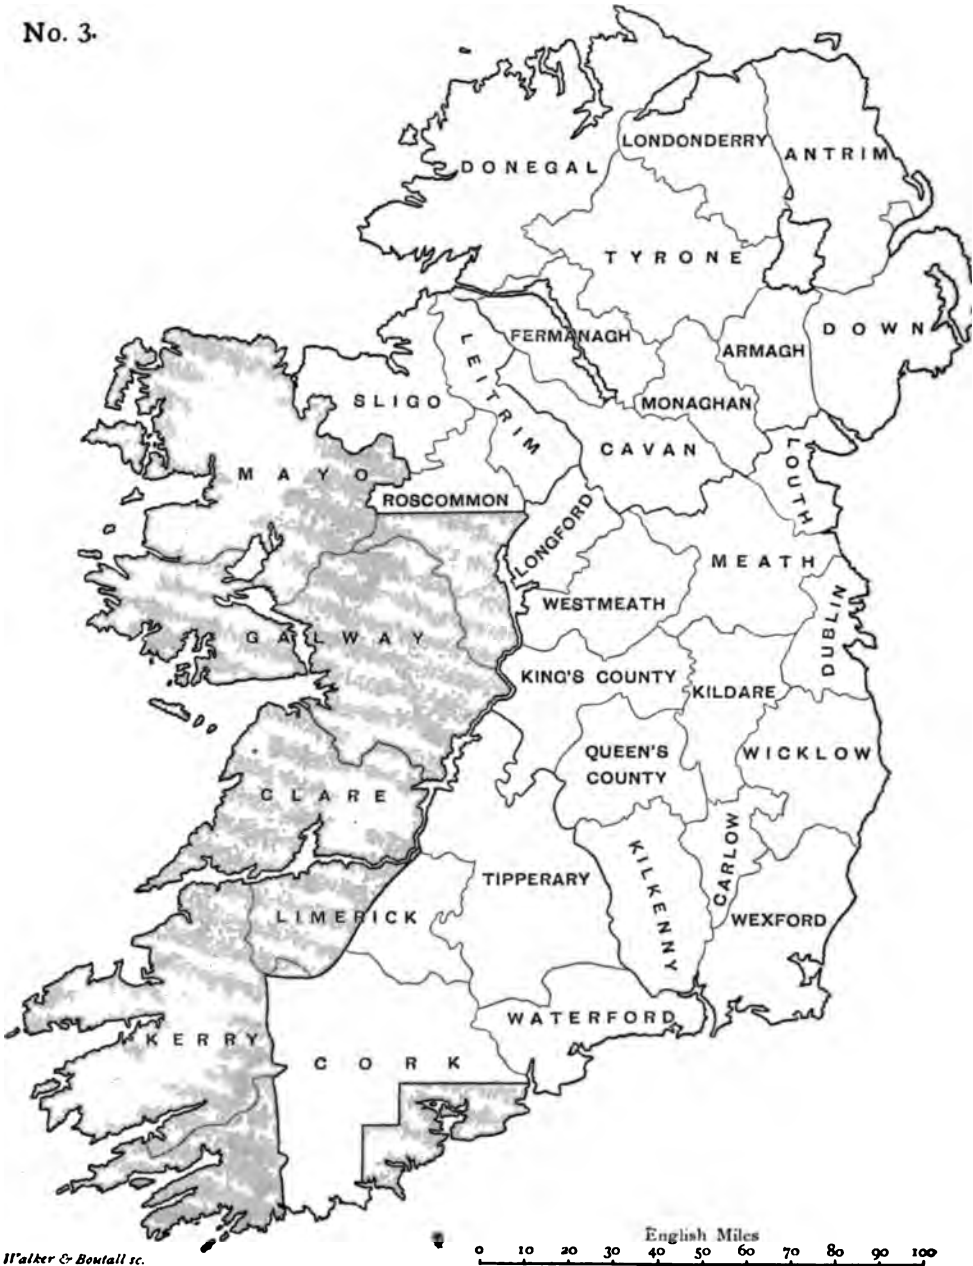 No. 3.
DONEGAL
LONDONDERRY
ANTRIM
TYRONE
FERMANAGH
ARMAGH
DOWN
LEITRIM
SLIGO
MONAGHAN
CAVAN
LOUTH
MAYO
ROSCOMMON
LONGFORD
MEATH
WESTMEATH
DUBLIN
GALWAY
KING'S COUNTY
KILDARE
QUEEN'S
COUNTY
WICKLOW
CLARE
CARLOW
KILKENNY
TIPPERARY
LIMERICK
WEXFORD
WATERFORD
KERRY
CORK
English Miles
0 10 20 30 40 50 60 70 80 90 100
Walker & Boutall sc.